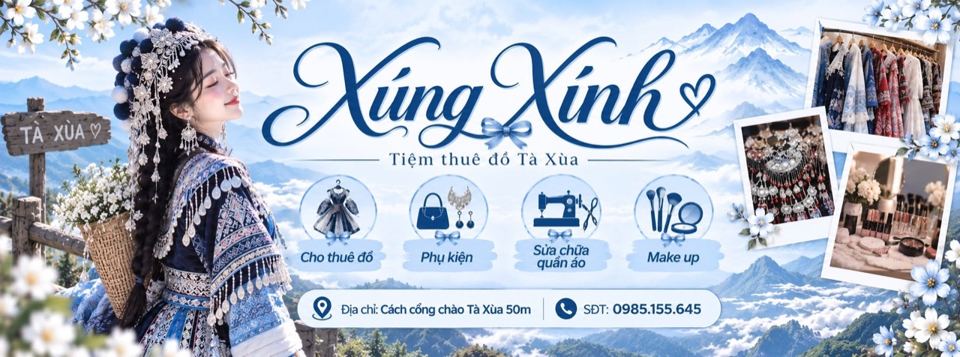 TÀ XÙA ♡
Xúng Xính
Tiệm thuê đồ Tà Xùa
Cho thuê đồ
Phụ kiện
Sửa chữa
quán áo
Make up
Địa chỉ: Cách cổng chào Tà Xùa 50m
SĐT: 0985.155.645